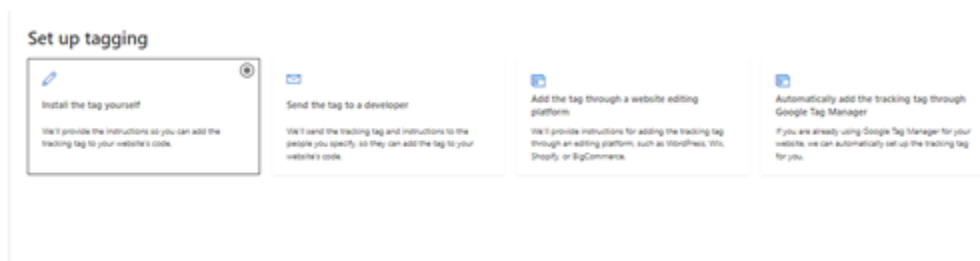 Set up tagging
Install the tag yourself
We'll provide the instructions so you can add the
tracking tag to your website's code.
Send the tag to a developer
We'll send the tracking tag and instructions to the
people you specify, so they can add the tag to your
website's code.
Add the tag through a website editing
platform
We'll provide instructions for adding the tracking tag
through an editing platform, such as WordPress, Wix,
Shopify, or BigCommerce.
Automatically add the tracking tag through
Google Tag Manager
If you are already using Google Tag Manager for your
website, we can automatically set up the tracking tag
for you.